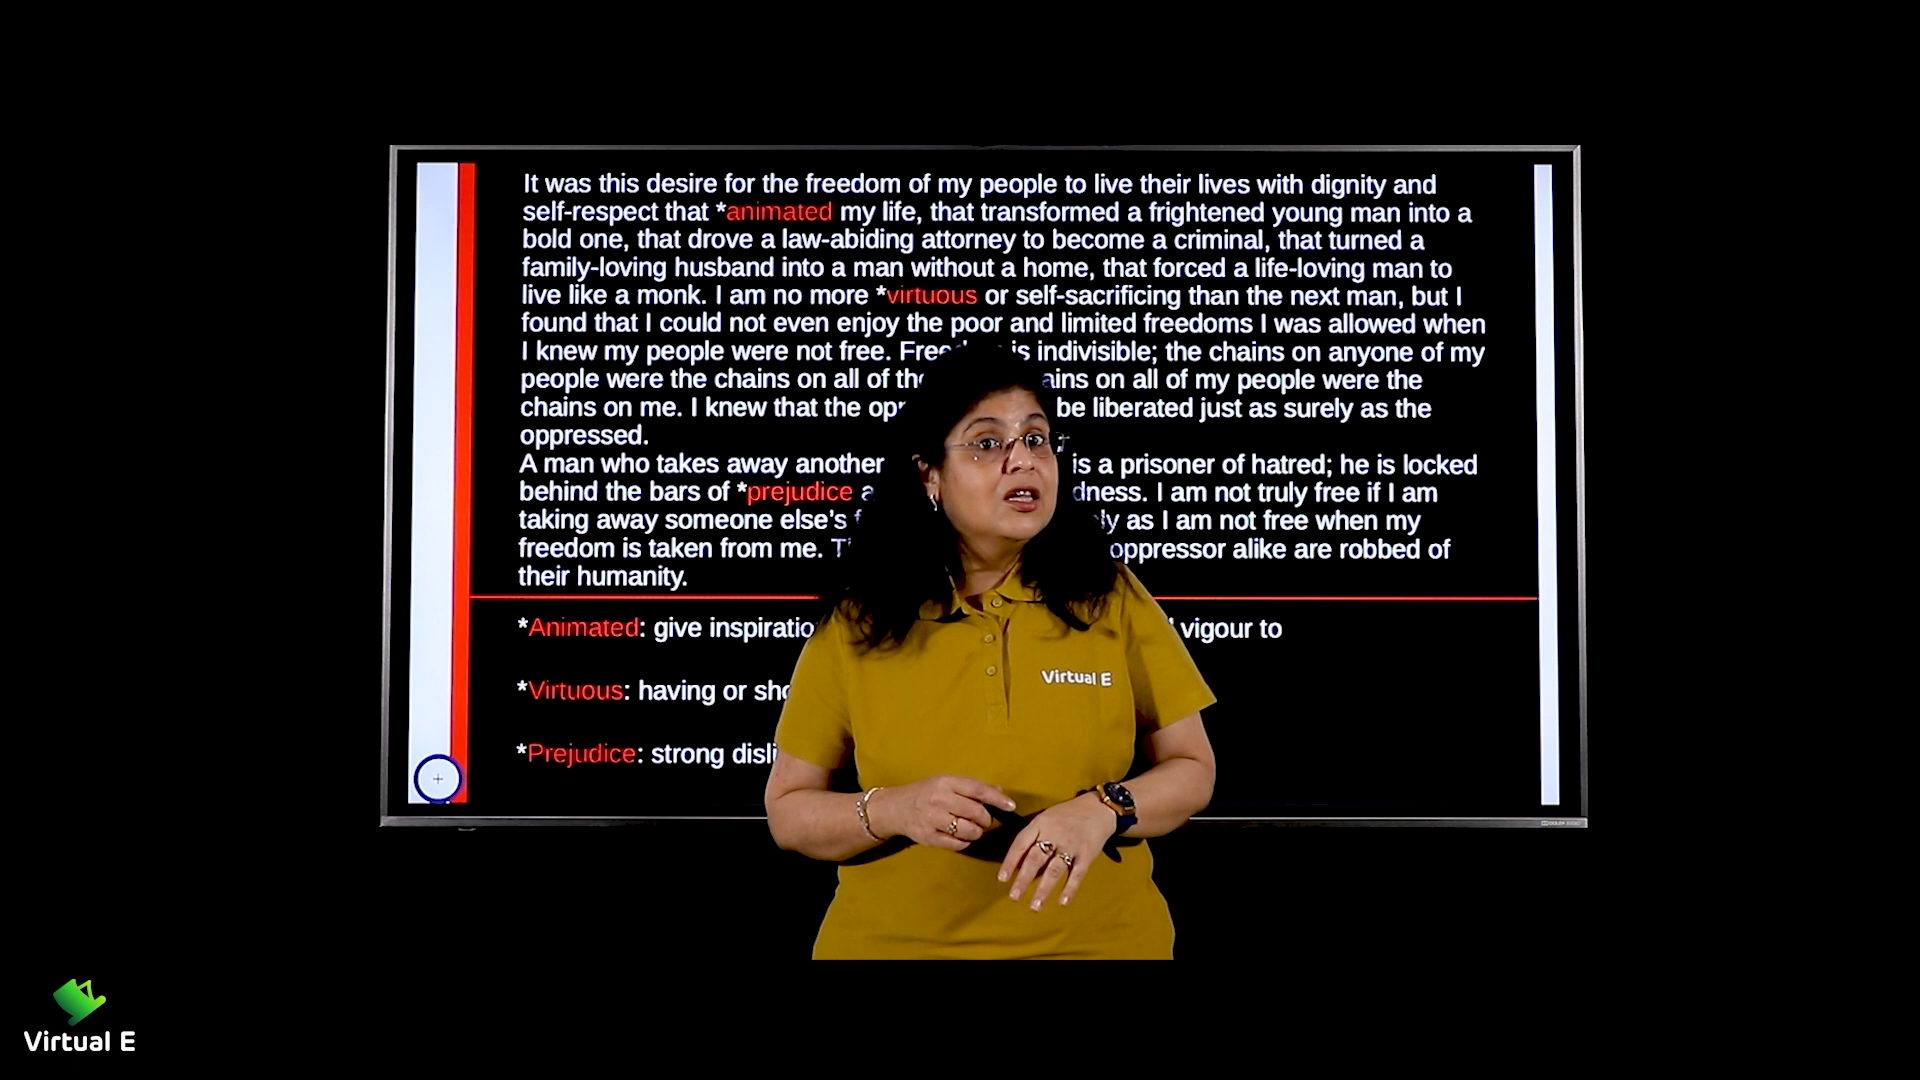 It was this desire for the freedom of my people to live their lives with dignity and
self-respect that *animated my life, that transformed a frightened young man into a
bold one, that drove a law-abiding attorney to become a criminal, that turned a
family-loving husband into a man without a home, that forced a life-loving man to
live like a monk. I am no more *virtuous or self-sacrificing than the next man, but I
found that I could not even enjoy the poor and limited freedoms I was allowed when
I knew my people were not free. is indivisible; the chains on anyone of my
people were the chains on all of on all of my people were the
chains on me. I knew that the be liberated just as surely as the
oppressed.
A man who takes away another is a prisoner of hatred; he is locked
behind the bars of *prejudice I am not truly free if I am
taking away someone else's as I am not free when my
freedom is taken from me. oppressor alike are robbed of
their humanity.
*Animated: give vigour to
*Virtuous: having or
*Prejudice: strong
Virtual E
Virtual E